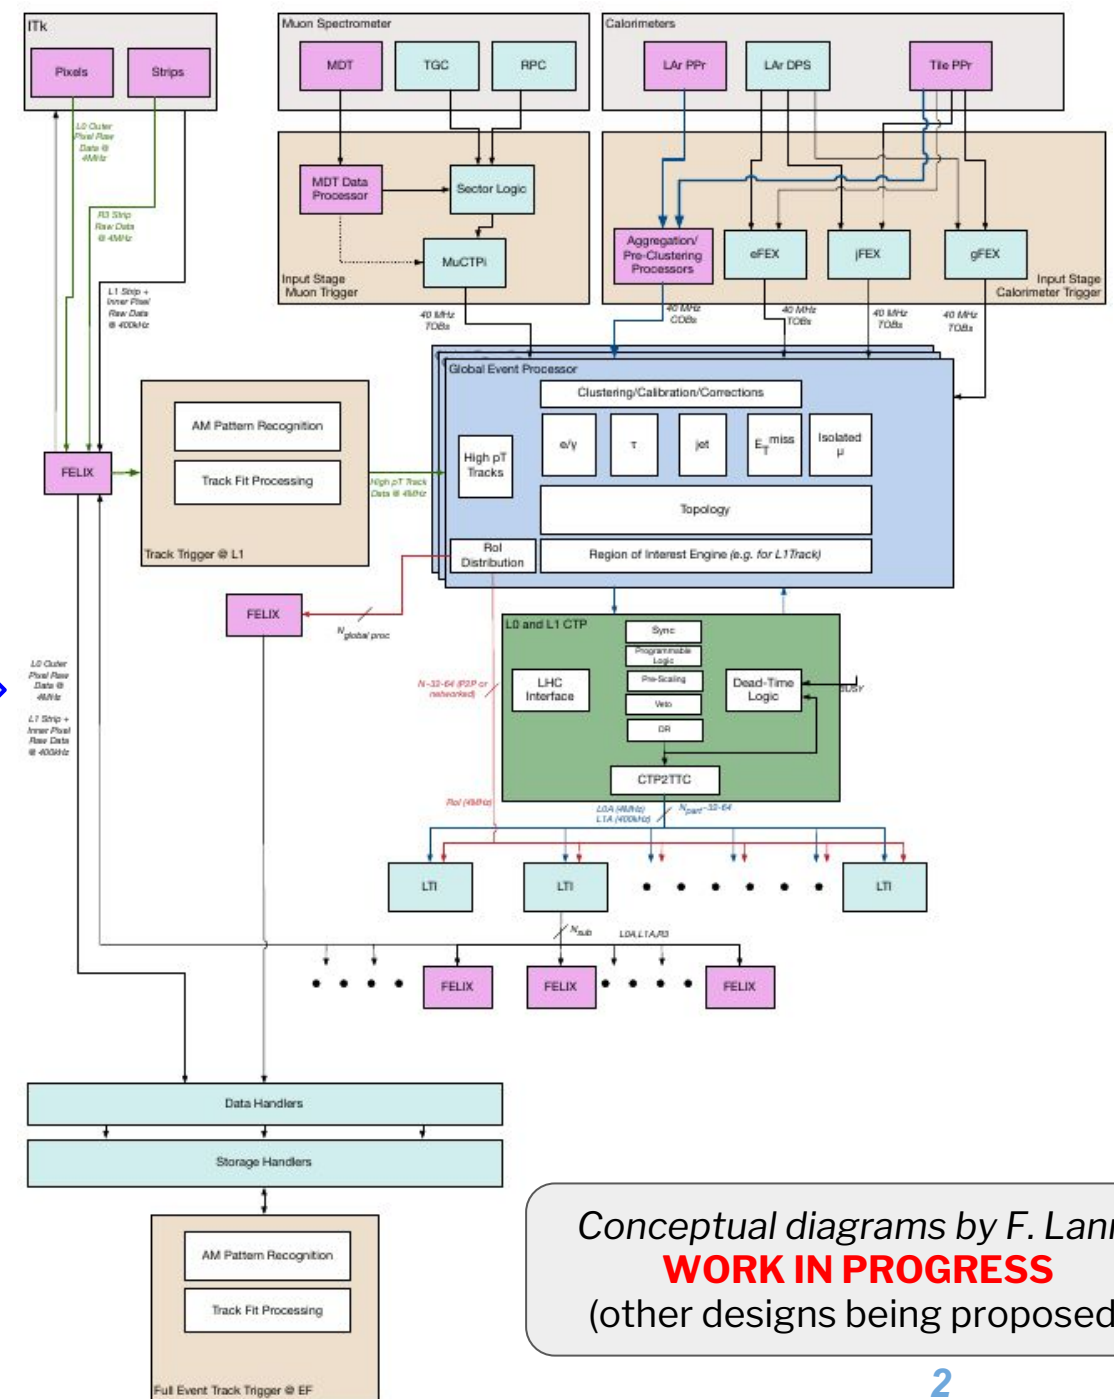 ITk
Pixels
Strips
Muon Spectrometer
MDT
TGC
RPC
Calorimeters
LAr PPr
LAr DPS
Tile PPr
L0 Outer
Pixel Raw
Data @
4MHz
R3 Strip
Raw Data
@ 4MHz
L1 Strip +
Inner Pixel
Raw Data
@ 400kHz
MDT Data
Processor
Sector Logic
MuCTPi
Input Stage
Muon Trigger
Aggregation/
Pre-Clustering
Processors
eFEX
jFEX
gFEX
Input Stage
Calorimeter Trigger
40 MHz
TOBs
40 MHz
COBs
40 MHz
TOBs
40 MHz
TOBs
40 MHz
TOBs
FELIX
AM Pattern Recognition
Track Fit Processing
Track Trigger @ L1
High pT Track
Data @ 4MHz
Global Event Processor
Clustering/Calibration/Corrections
High pT
Tracks
e/γ
τ
jet
E_T^miss
Isolated
μ
Topology
RoI
Distribution
Region of Interest Engine (e.g. for L1Track)
FELIX
N_global proc
L0 Outer
Pixel Raw
Data @
4MHz
L1 Strip +
Inner Pixel
Raw Data
@ 400kHz
N~32-64 (P2P or
networked)
L0 and L1 CTP
LHC
Interface
Sync
Programmable
Logic
Pre-Scaling
Veto
OR
Dead-Time
Logic
BUSY
CTP2TTC
RoI (4MHz)
L0A (4MHz)
L1A (400kHz)
N_part~32-64
LTI
LTI
LTI
N_sub
L0A,L1A,R3
FELIX
FELIX
FELIX
Data Handlers
Storage Handlers
AM Pattern Recognition
Track Fit Processing
Full Event Track Trigger @ EF
Conceptual diagrams by F. Lann
WORK IN PROGRESS
(other designs being proposed
2